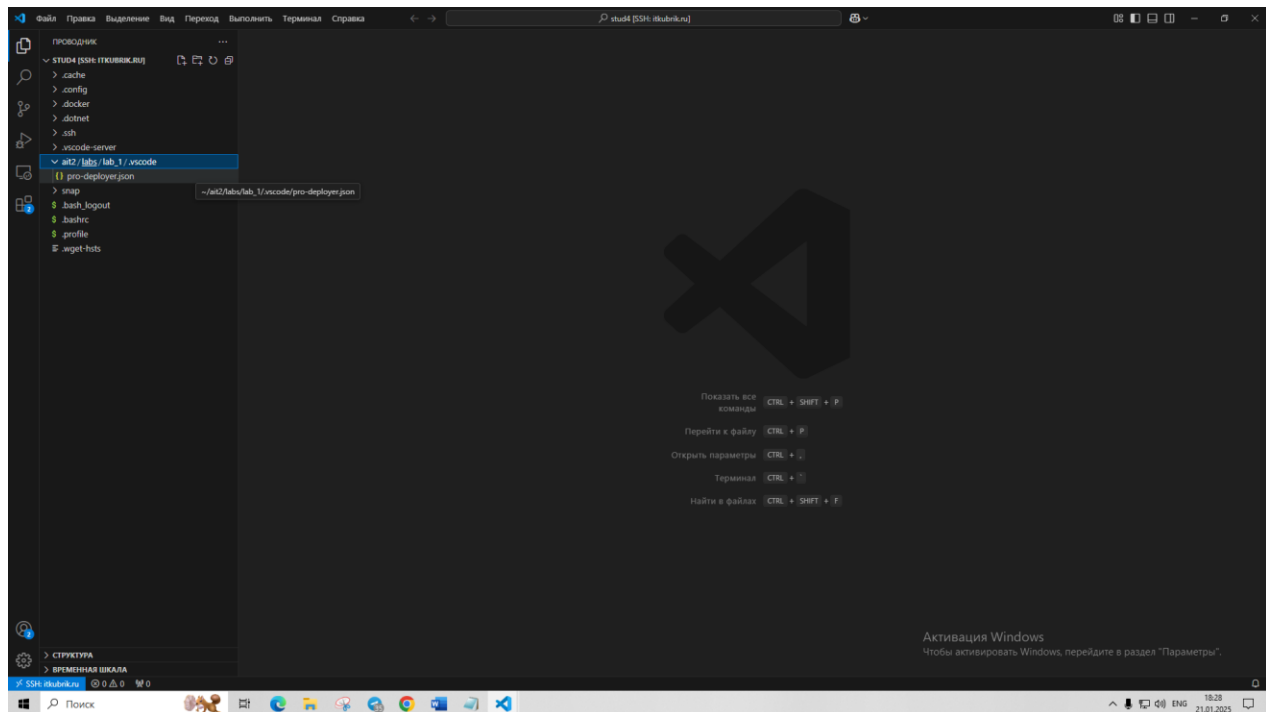 Файл Правка Выделение Вид Переход Выполнить Терминал Справка
stud4 [SSH: itkubrik.ru]
ПРОВОДНИК
STUD4 [SSH: ITKUBRIK.RU]
.cache
.config
.docker
.dotnet
.ssh
.vscode-server
ait2 / labs / lab_1 / .vscode
{} pro-deployer.json
~/ait2/labs/lab_1/.vscode/pro-deployer.json
snap
$ .bash_logout
$ .bashrc
$ .profile
.wget-hsts
2
Показать все
команды
CTRL + SHIFT + P
Перейти к файлу CTRL + P
Открыть параметры CTRL + ,
Терминал CTRL + `
Найти в файлах CTRL + SHIFT + F
Активация Windows
Чтобы активировать Windows, перейдите в раздел "Параметры".
2
СТРУКТУРА
ВРЕМЕННАЯ ШКАЛА
SSH: itkubrik.ru 0 0 0
Поиск
ENG
18:28
21.01.2025